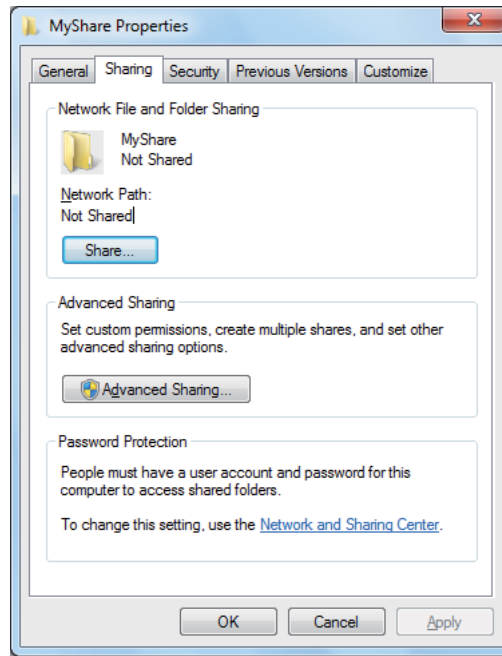 MyShare Properties
General Sharing Security Previous Versions Customize
Network File and Folder Sharing
MyShare
Not Shared
Network Path:
Not Shared
Share...
Advanced Sharing
Set custom permissions, create multiple shares, and set other
advanced sharing options.
Advanced Sharing...
Password Protection
People must have a user account and password for this
computer to access shared folders.
To change this setting, use the Network and Sharing Center.
OK Cancel Apply